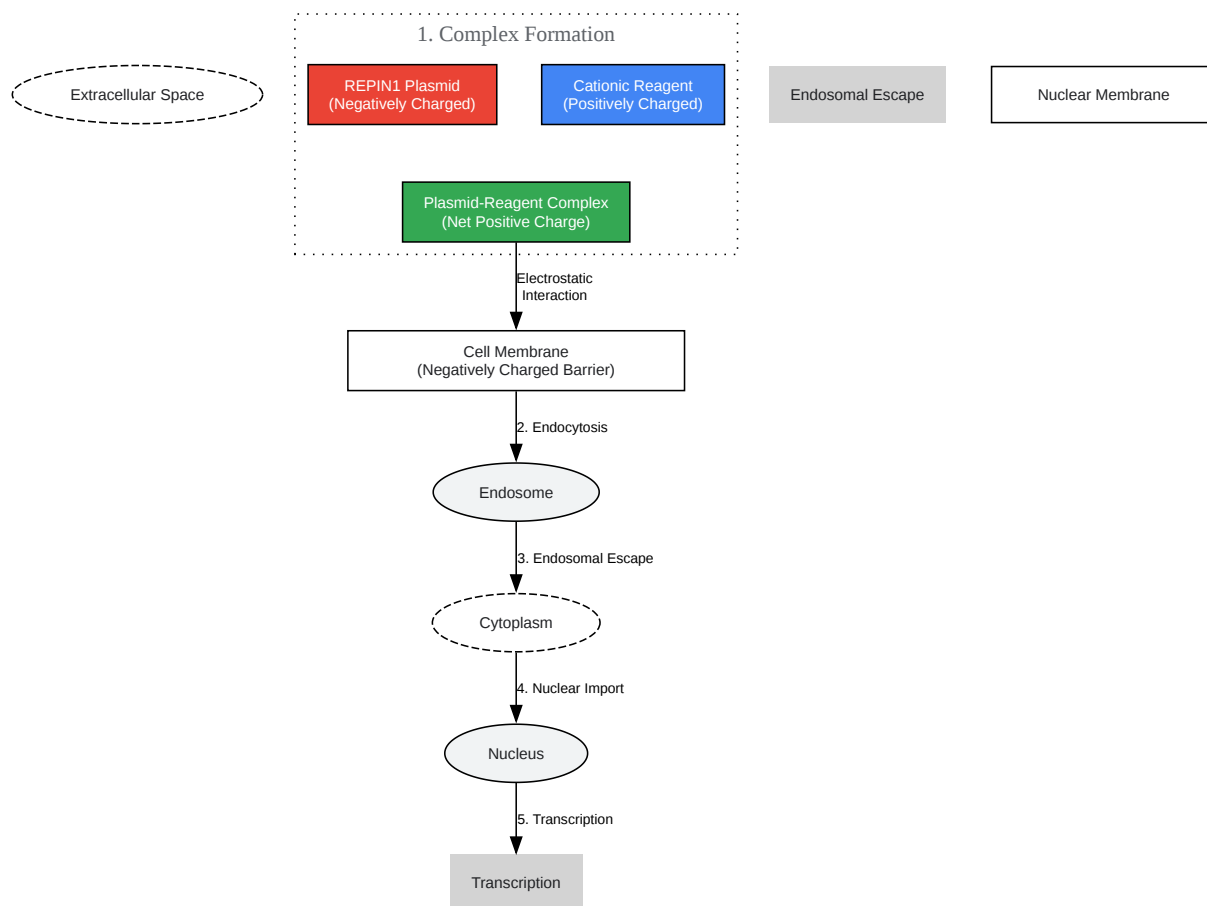 1. Complex Formation
Extracellular Space
REPIN1 Plasmid
(Negatively Charged)
Cationic Reagent
(Positively Charged)
Endosomal Escape
Nuclear Membrane
Plasmid-Reagent Complex
(Net Positive Charge)
Electrostatic
Interaction
Cell Membrane
(Negatively Charged Barrier)
2. Endocytosis
Endosome
3. Endosomal Escape
Cytoplasm
4. Nuclear Import
Nucleus
5. Transcription
Transcription